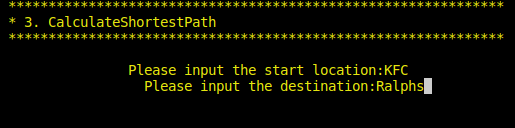 **************************************************************
* 3. CalculateShortestPath
**************************************************************
Please input the start location:KFC
Please input the destination:Ralphs